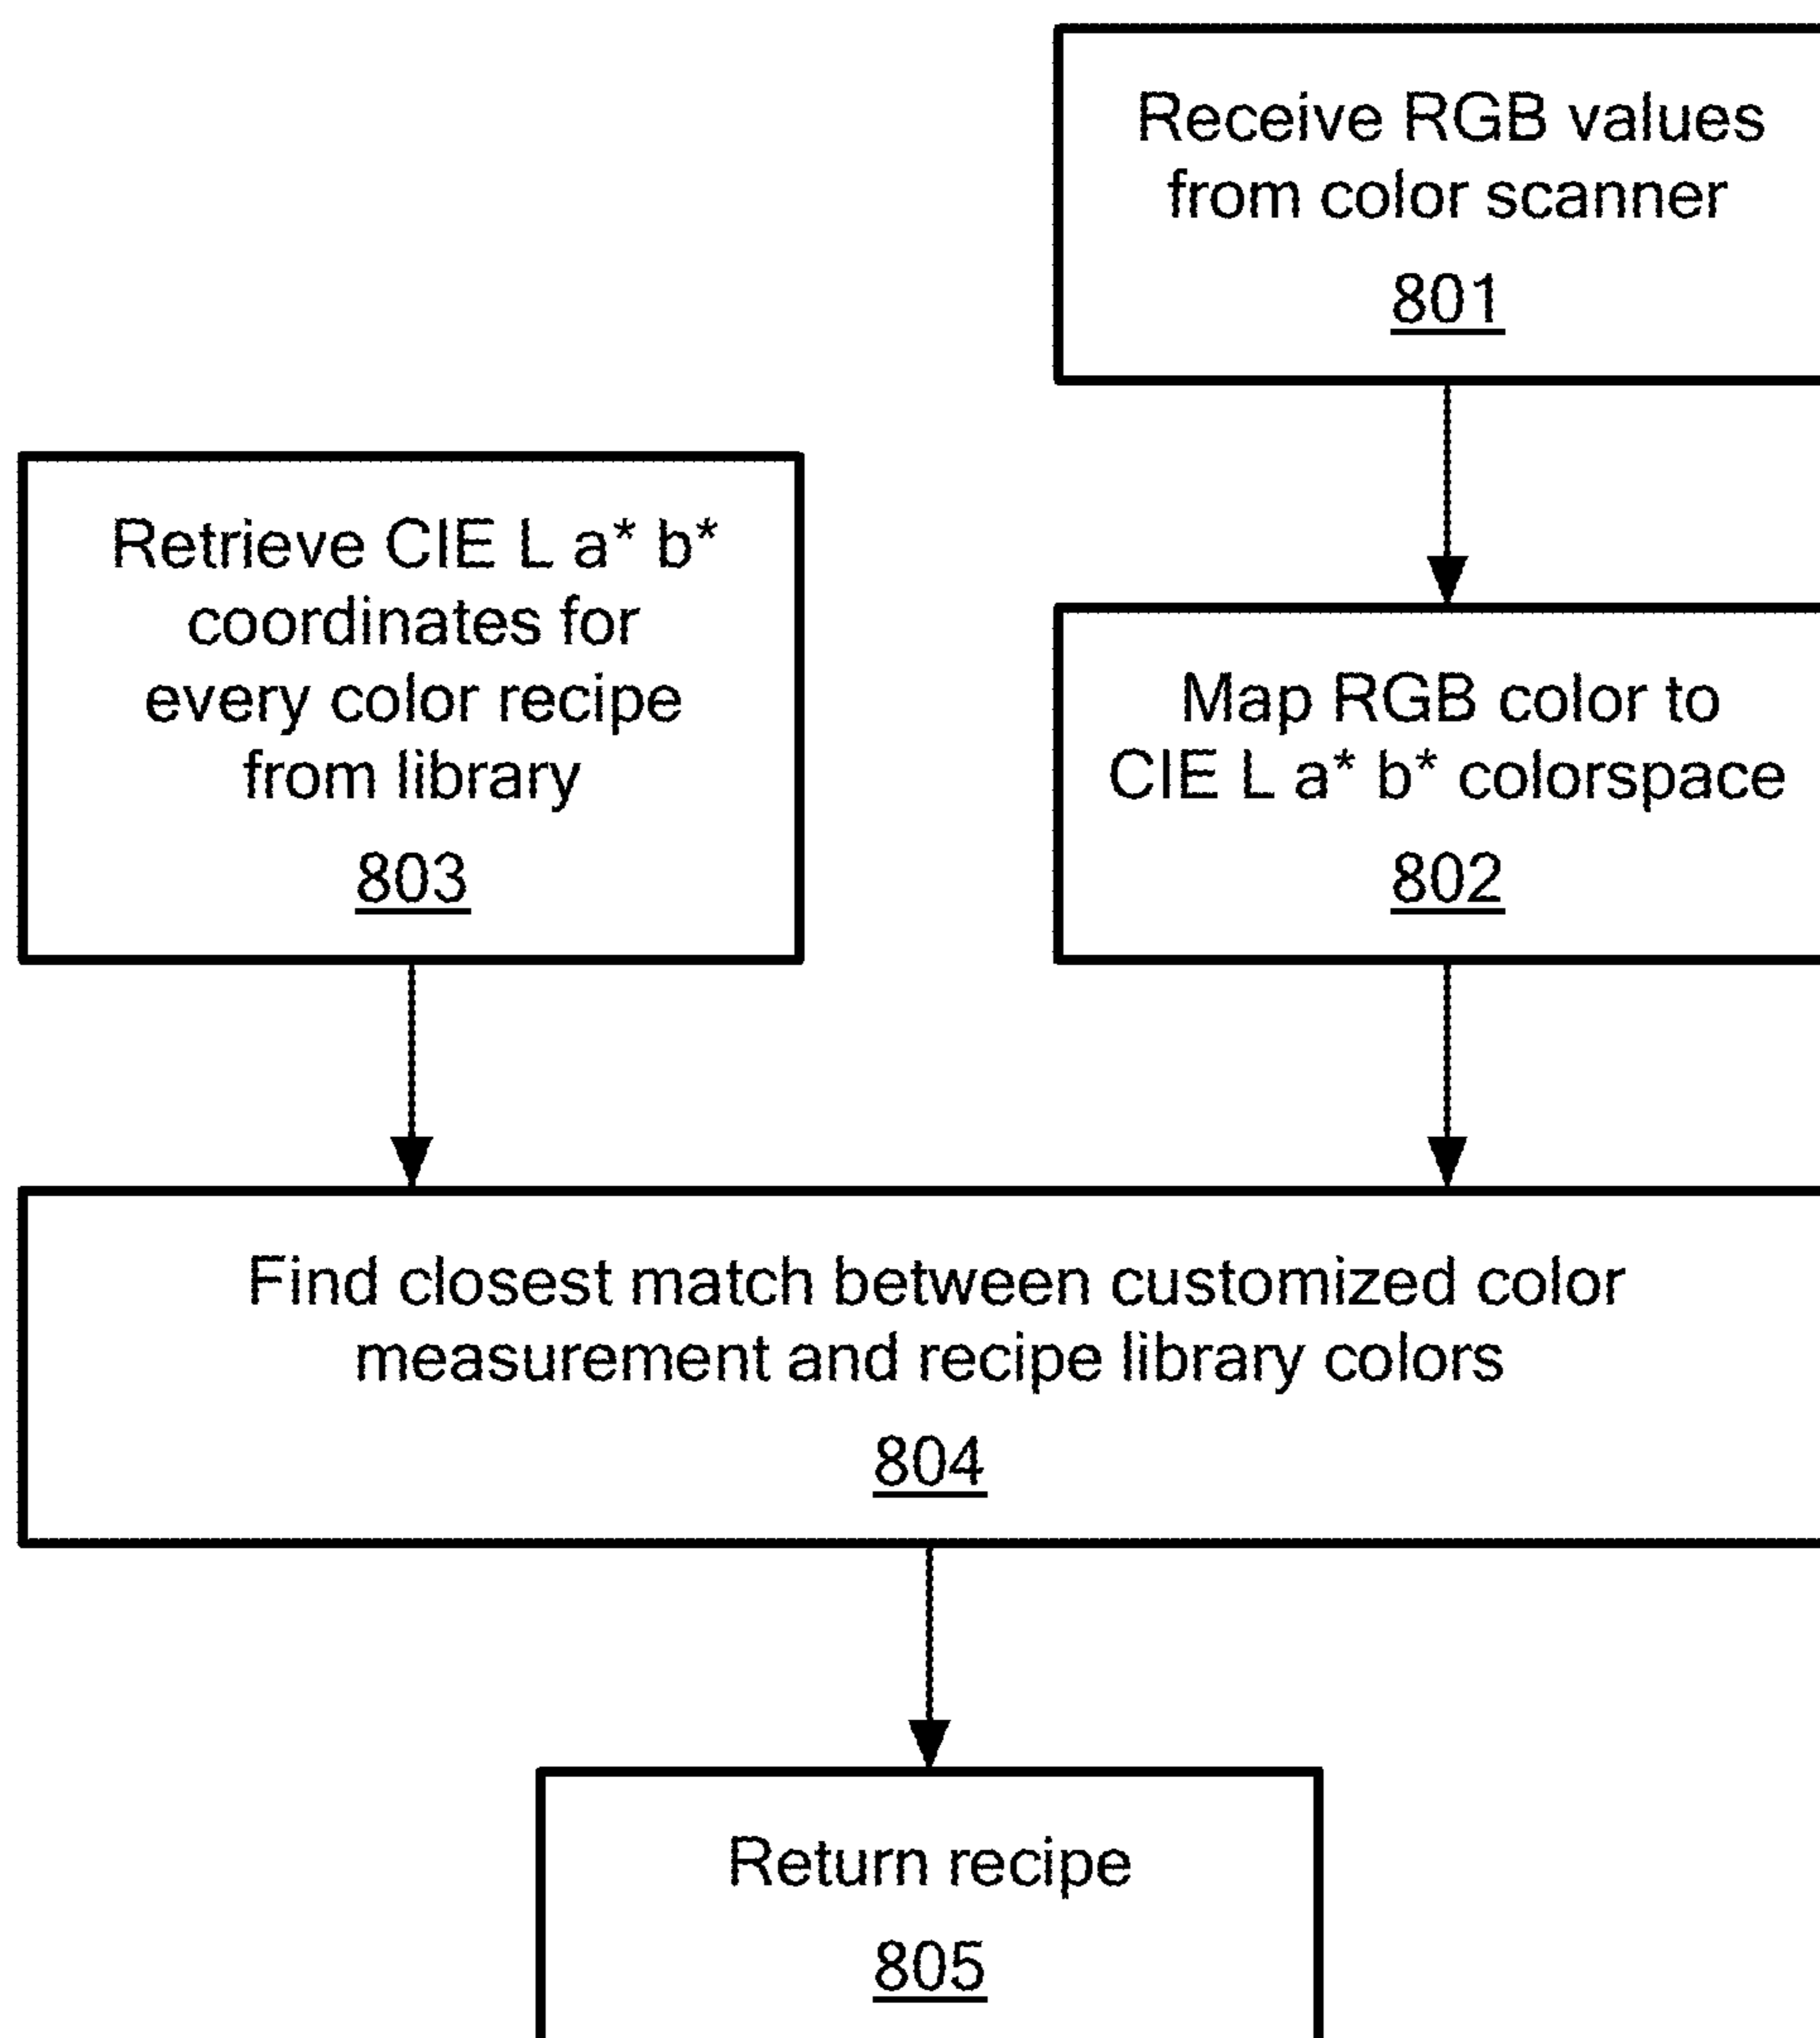 Receive RGB values
from color scanner
801
Retrieve CIE L a* b*
coordinates for
every color recipe
from library
803
Map RGB color to
CIE L a* b* colorspace
802
Find closest match between customized color
measurement and recipe library colors
804
Return recipe
805